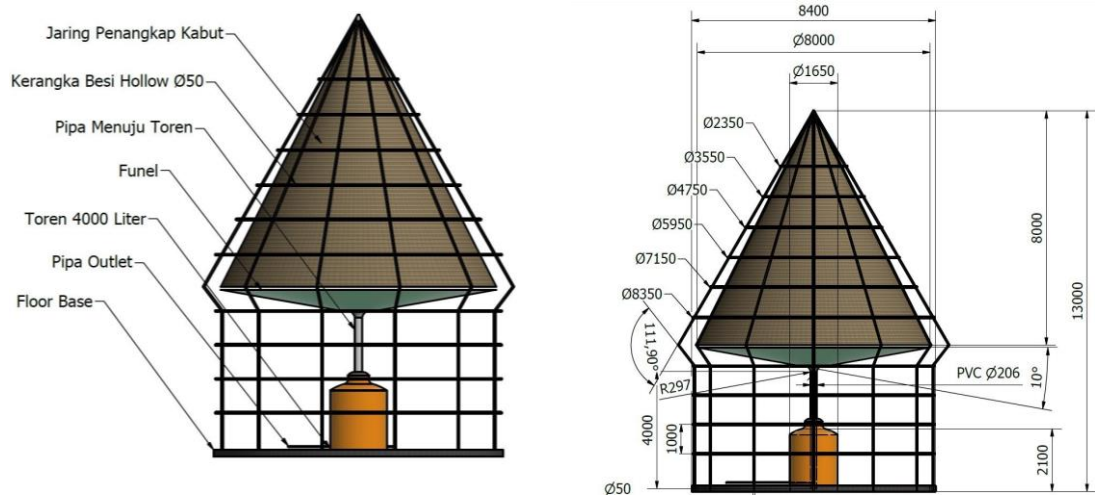 Jaring Penangkap Kabut
Kerangka Besi Hollow Ø50
Pipa Menuju Toren
Funel
Toren 4000 Liter
Pipa Outlet
Floor Base
8400
Ø8000
Ø1650
Ø2350
Ø3550
Ø4750
Ø5950
Ø7150
Ø8350
111,90°
R297
4000
1000
Ø50
8000
13000
PVC Ø206
10°
2100